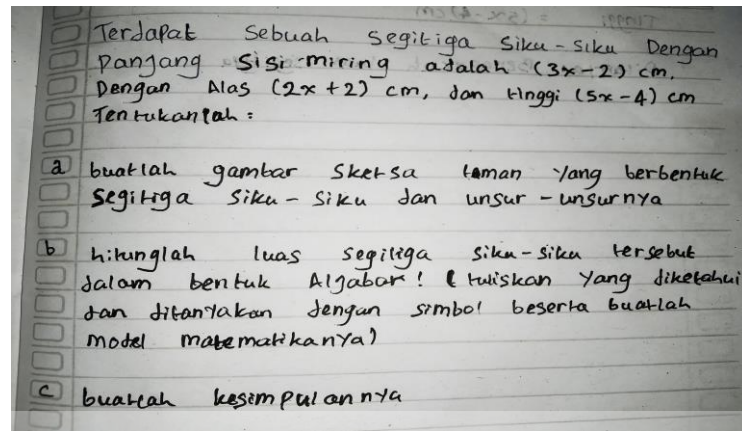 Terdapat sebuah segitiga siku-siku Dengan
Panjang sisi miring adalah (3x-2) cm,
Dengan Alas (2x+2) cm, dan tinggi (5x-4) cm
Tentukanlah:
a buatlah gambar sketsa taman yang berbentuk
segitiga siku-siku dan unsur-unsurnya
b hitunglah luas segitiga siku-siku tersebut
dalam bentuk Aljabar! (tuliskan yang diketahui
dan ditanyakan dengan simbol beserta buatlah
model matematikanya)
c buatlah kesimpulannya